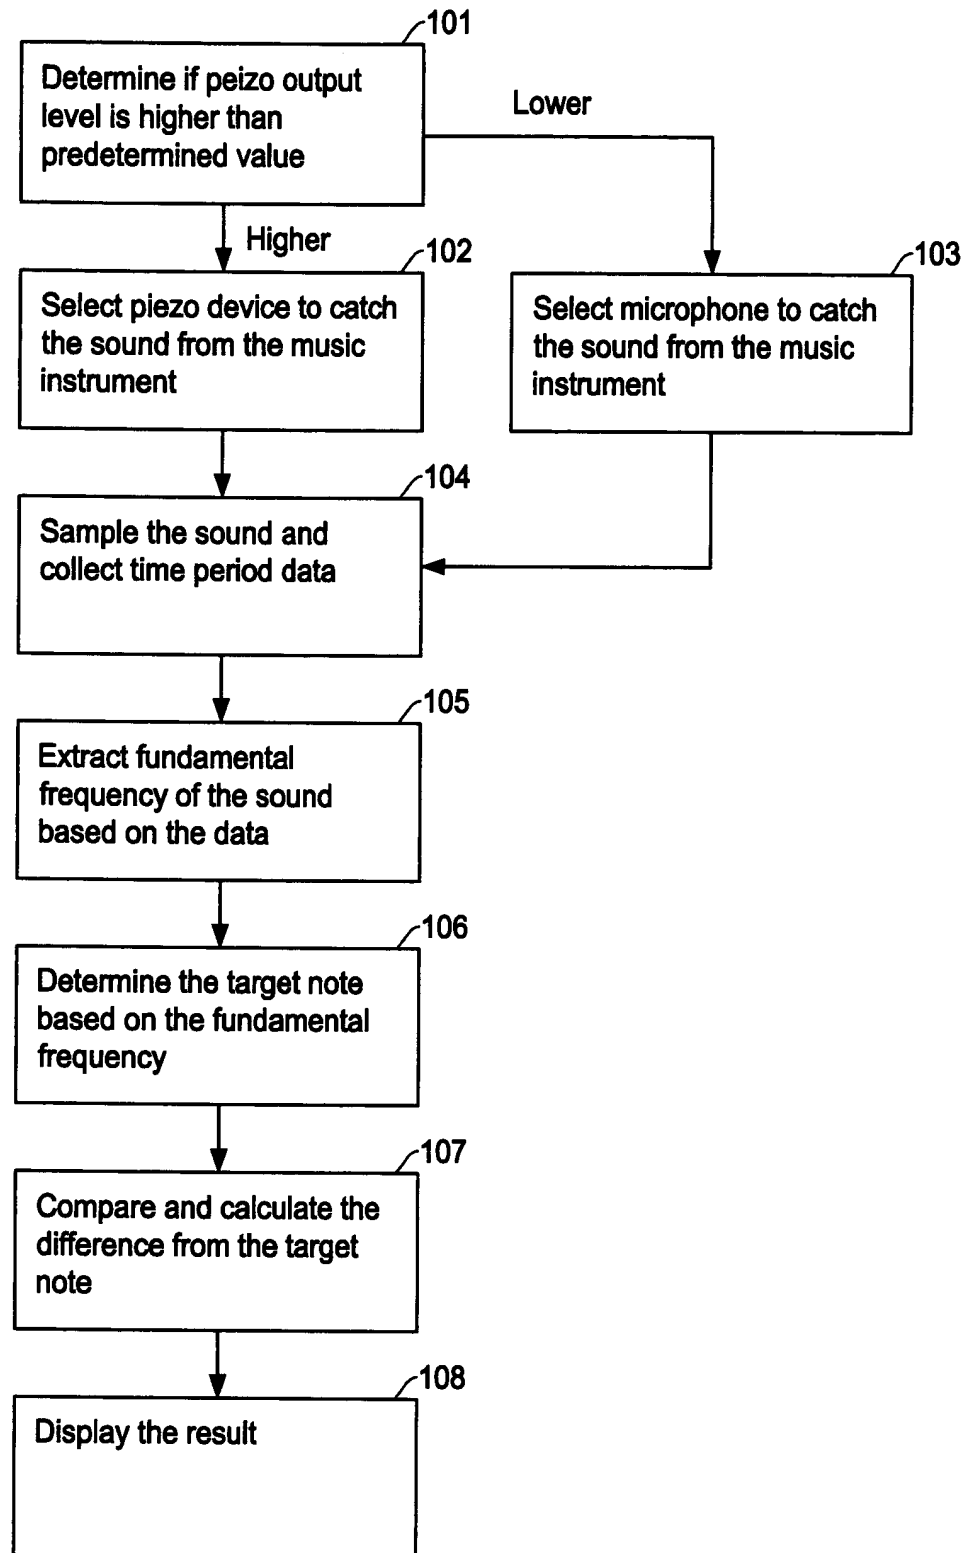 101
Determine if peizo output
level is higher than
predetermined value
Lower
Higher
102
Select piezo device to catch
the sound from the music
instrument
103
Select microphone to catch
the sound from the music
instrument
104
Sample the sound and
collect time period data
105
Extract fundamental
frequency of the sound
based on the data
106
Determine the target note
based on the fundamental
frequency
107
Compare and calculate the
difference from the target
note
108
Display the result